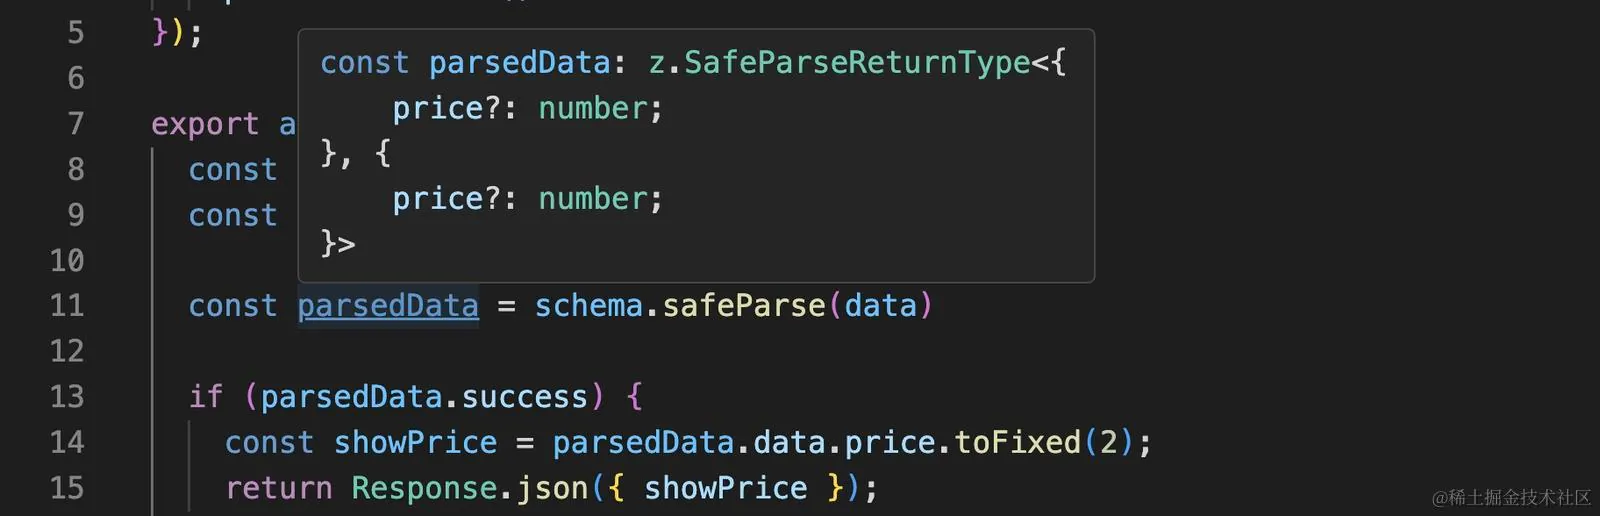 5 });
const parsedData: z.SafeParseReturnType<{
price?: number;
}, {
price?: number;
}>
6
7 export a
8 const
9 const
10
11 const parsedData = schema.safeParse(data)
12
13 if (parsedData.success) {
14 const showPrice = parsedData.data.price.toFixed(2);
15 return Response.json({ showPrice });
@稀土掘金技术社区